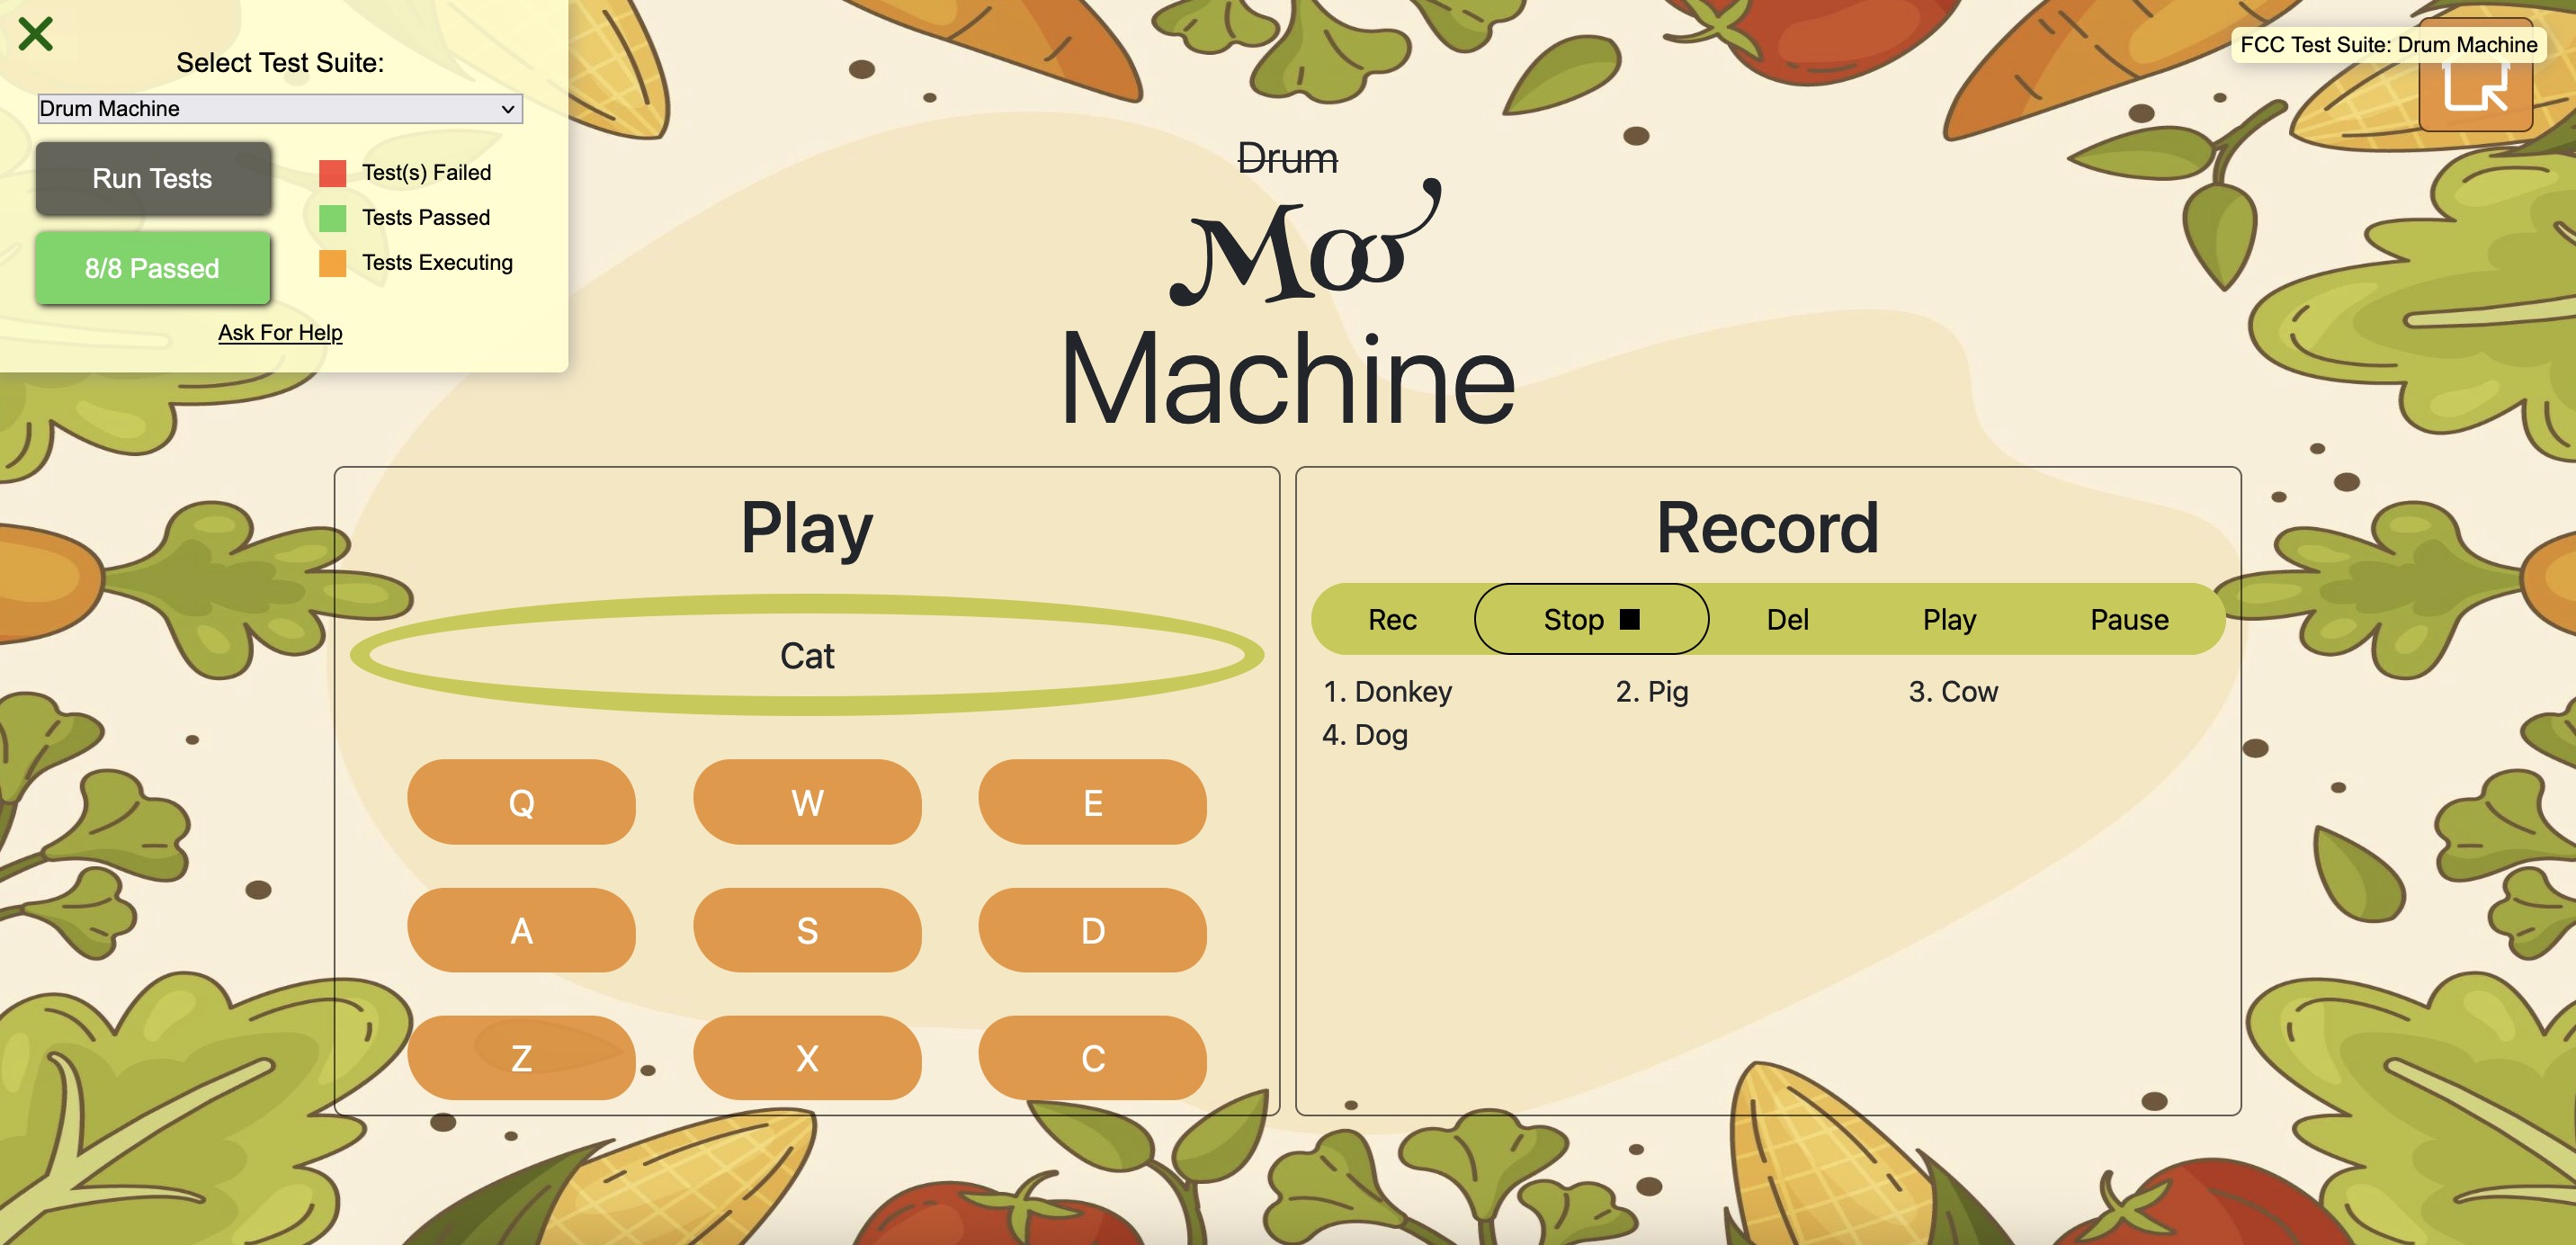 Select Test Suite:
Drum Machine
Run Tests
Test(s) Failed
Tests Passed
8/8 Passed
Tests Executing
Ask For Help
FCC Test Suite: Drum Machine
Drum
Moo
Machine
Play
Cat
Q W E
A S D
Z X C
Record
Rec Stop Del Play Pause
1. Donkey 2. Pig 3. Cow
4. Dog